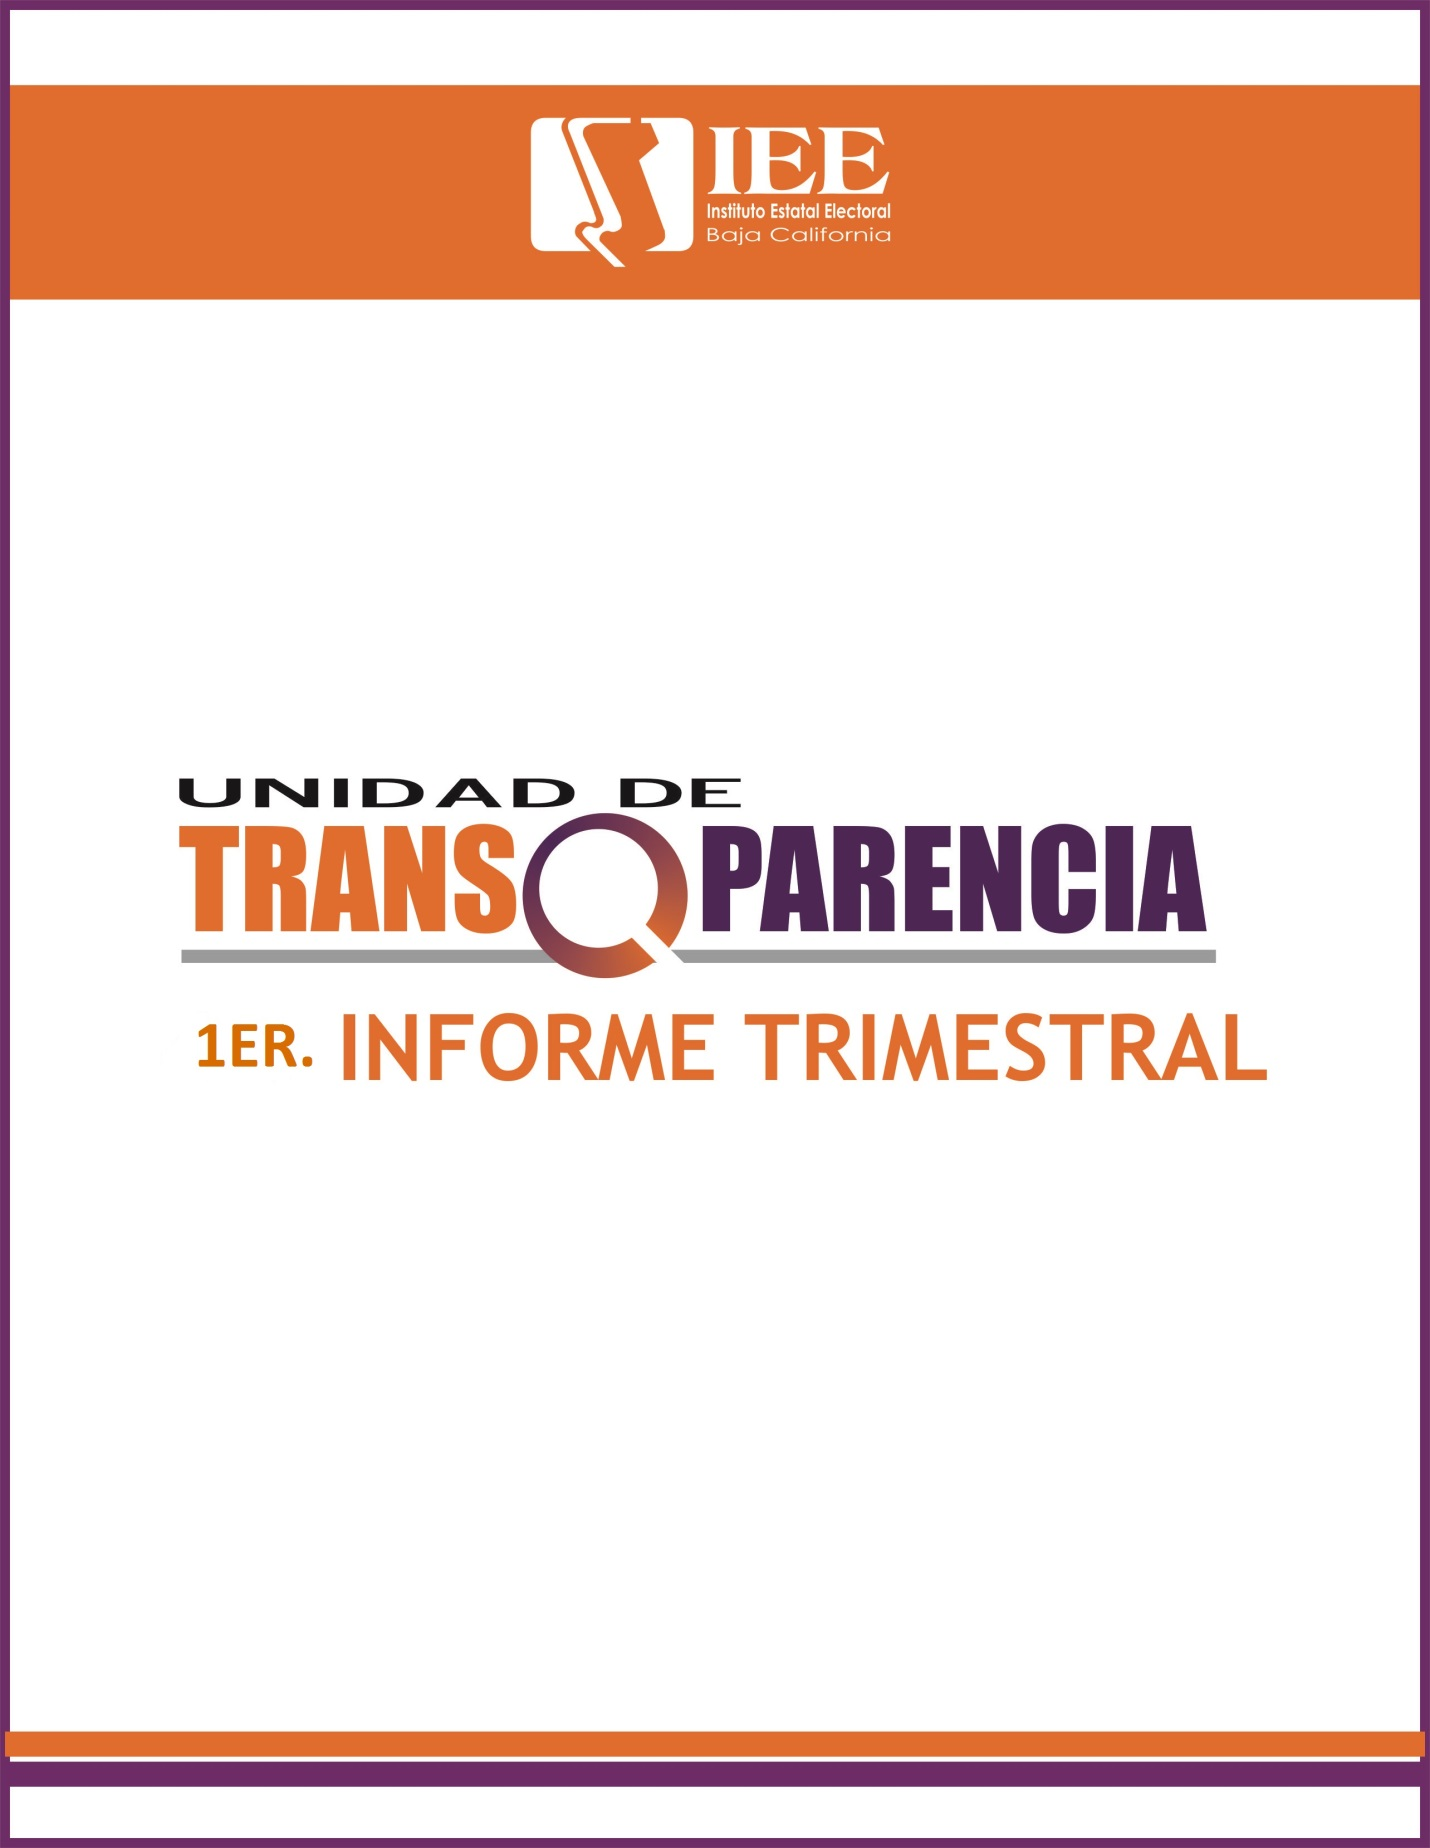 IEE
Instituto Estatal Electoral
Baja California
UNIDAD DE
TRANSPARENCIA
1ER. INFORME TRIMESTRAL